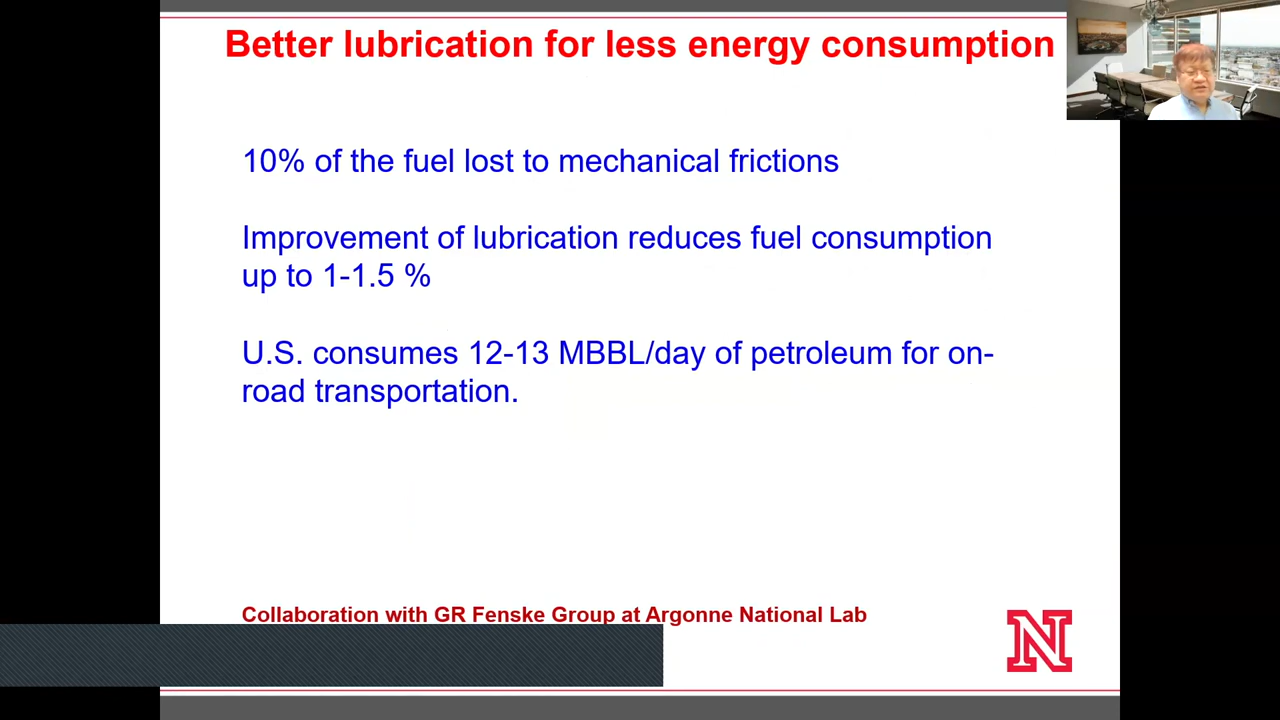 Better lubrication for less energy consumption
10% of the fuel lost to mechanical frictions
Improvement of lubrication reduces fuel consumption
up to 1-1.5 %
U.S. consumes 12-13 MBBL/day of petroleum for on-
road transportation.
Collaboration with GR Fenske Group at Argonne National Lab
N